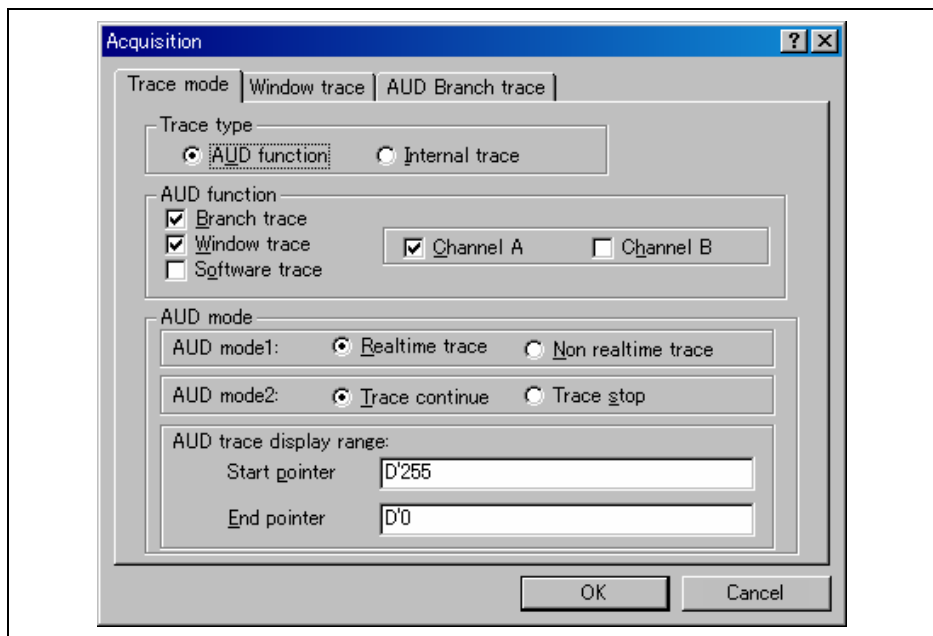 Acquisition
Trace mode Window trace AUD Branch trace
Trace type
AUD function Internal trace
AUD function
Branch trace
Window trace Channel A Channel B
Software trace
AUD mode
AUD mode1: Realtime trace Non realtime trace
AUD mode2: Trace continue Trace stop
AUD trace display range:
Start pointer D'255
End pointer D'0
OK Cancel